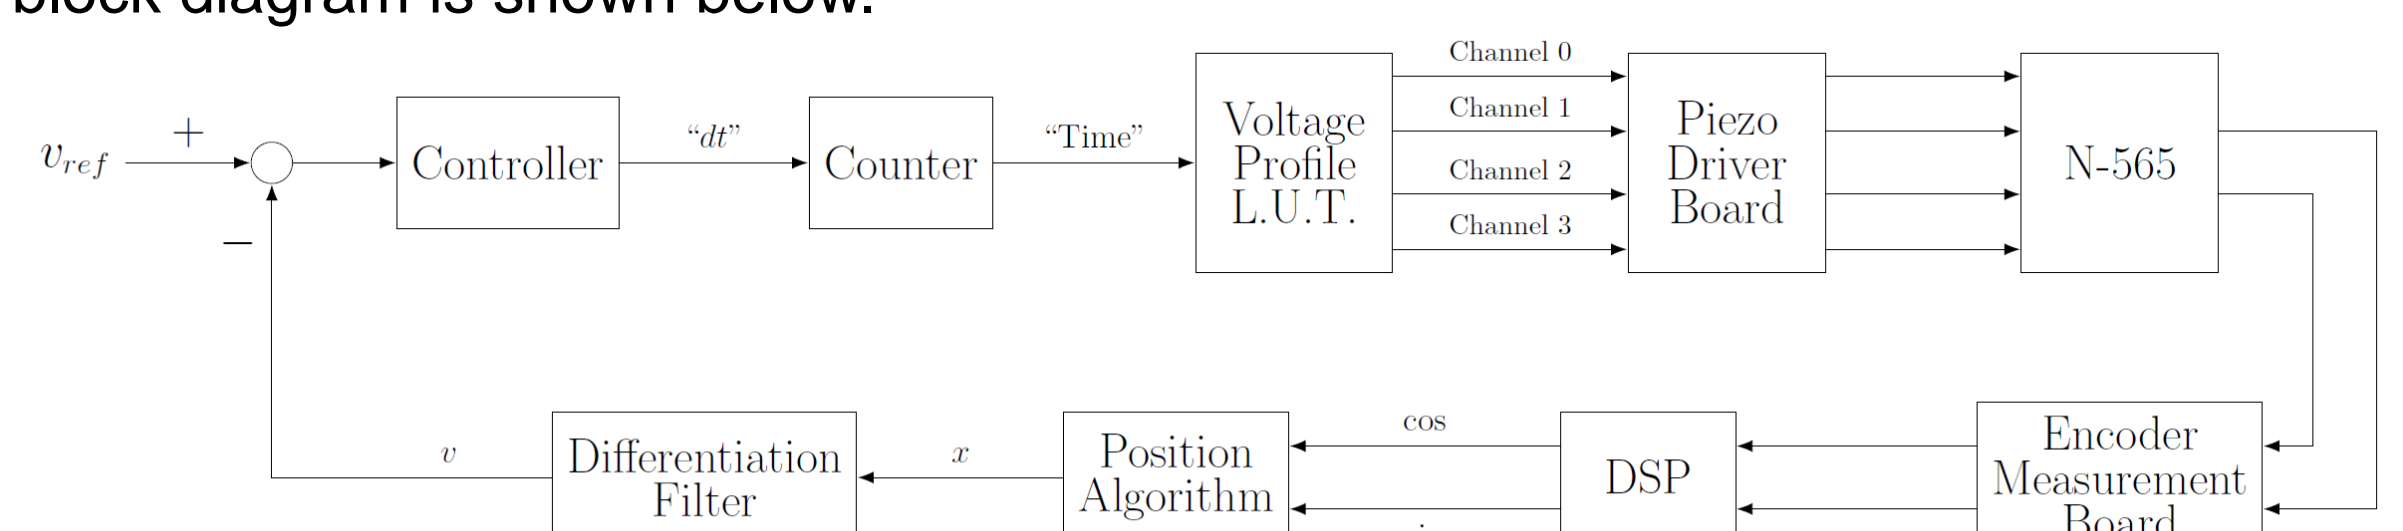 block diagram is shown below.
Channel 0
+
v_ref
Controller
“dt”
Counter
“Time”
Voltage
Profile
L.U.T.
Channel 1
Channel 2
Channel 3
Piezo
Driver
Board
N-565
−
v
Differentiation
Filter
x
Position
Algorithm
cos
DSP
Encoder
Measurement
Board